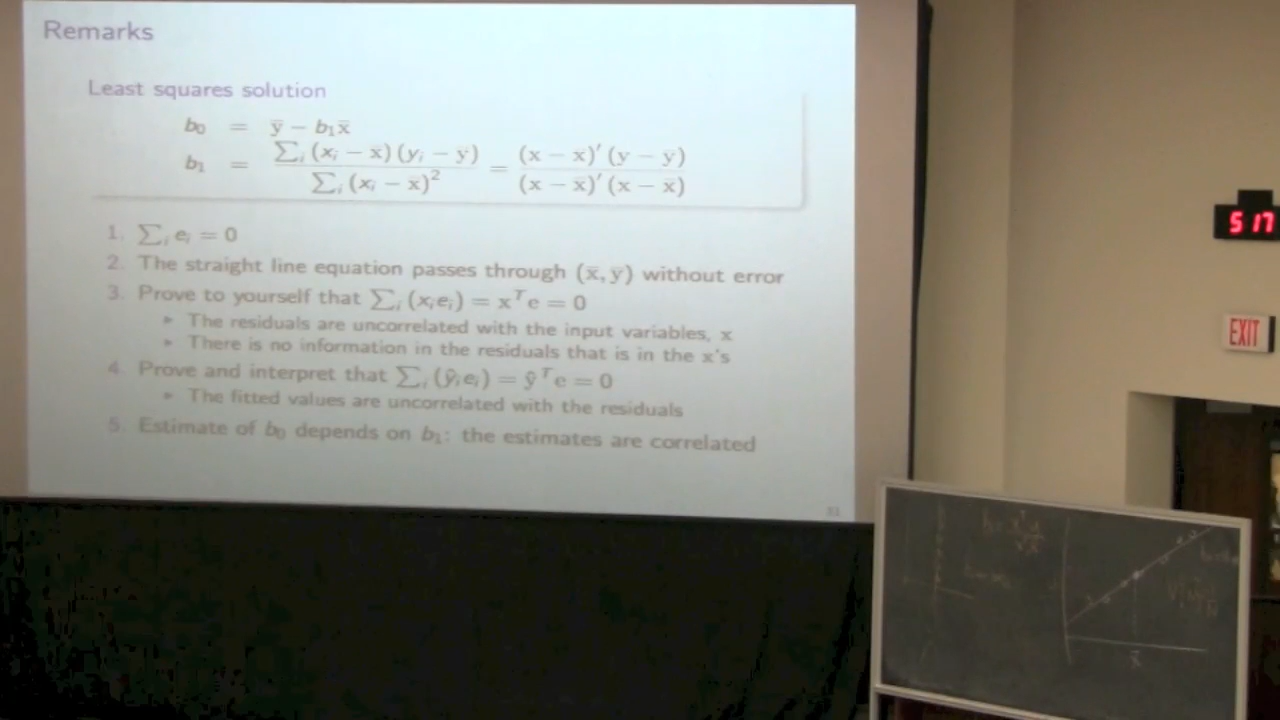 Remarks
Least squares solution
b₀ = y̅ − b₁x̅
b₁ = ∑ᵢ (xᵢ − x̅) (yᵢ − y̅) / ∑ᵢ (xᵢ − x̅)² = (x − x̅)′ (y − y̅) / (x − x̅)′ (x − x̅)
1. ∑ᵢ eᵢ = 0
2. The straight line equation passes through (x̅, y̅) without error
3. Prove to yourself that ∑ᵢ (xᵢeᵢ) = xᵀe = 0
► The residuals are uncorrelated with the input variables, x
► There is no information in the residuals that is in the x's
4. Prove and interpret that ∑ᵢ (ŷᵢeᵢ) = ŷᵀe = 0
► The fitted values are uncorrelated with the residuals
5. Estimate of b₀ depends on b₁: the estimates are correlated
5 17
EXIT
x̅